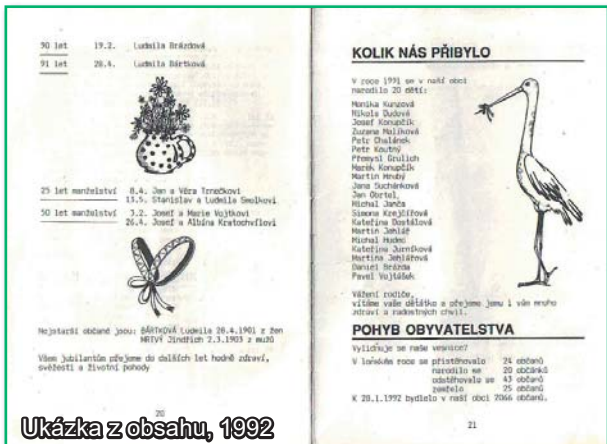 90 let 19.2. Ludmila Brázdová
91 let 28.4. Ludmila Bártková
25 let manželství 8.4. Jan a Věra Trnečkovi
13.5. Stanislav a Ludmila Smolkovi
50 let manželství 3.2. Josef a Marie Vojtkovi
26.4. Josef a Albína Kratochvílovi
Nejstarší občané jsou: BÁRTKOVÁ Ludmila 28.4.1901 z žen
MRTVÝ Jindřich 2.3.1903 z mužů
Všem jubilantům přejeme do dalších let hodně zdraví,
svěžesti a životní pohody
20
Ukázka z obsahu, 1992
KOLIK NÁS PŘIBYLO
V roce 1991 se v naší obci
narodilo 20 dětí:
Monika Kunzová
Nikola Dudová
Josef Konupčík
Zuzana Molíková
Petr Chalánek
Petr Koutný
Přemysl Grulich
Marek Konupčík
Martin Hrubý
Jana Suchánková
Jan Obrtel,
Michal Janča
Simona Krejčířová
Kateřina Dostálová
Martin Jehlář
Michal Hudec
Kateřina Jurníková
Martina Jehlářová
Daniel Brázda
Pavel Vojtášek
Vážení rodiče,
vítáme vaše děťátko a přejeme jemu i vám mnoho
zdraví a radostných chvil.
POHYB OBYVATELSTVA
Vylidňuje se naše vesnice?
V loňském roce se přistěhovalo 24 občanů
narodilo se 20 občánků
odstěhovalo se 43 občanů
zemřelo 25 občanů
K 20.1.1992 bydlelo v naší obci 2066 občanů.
21